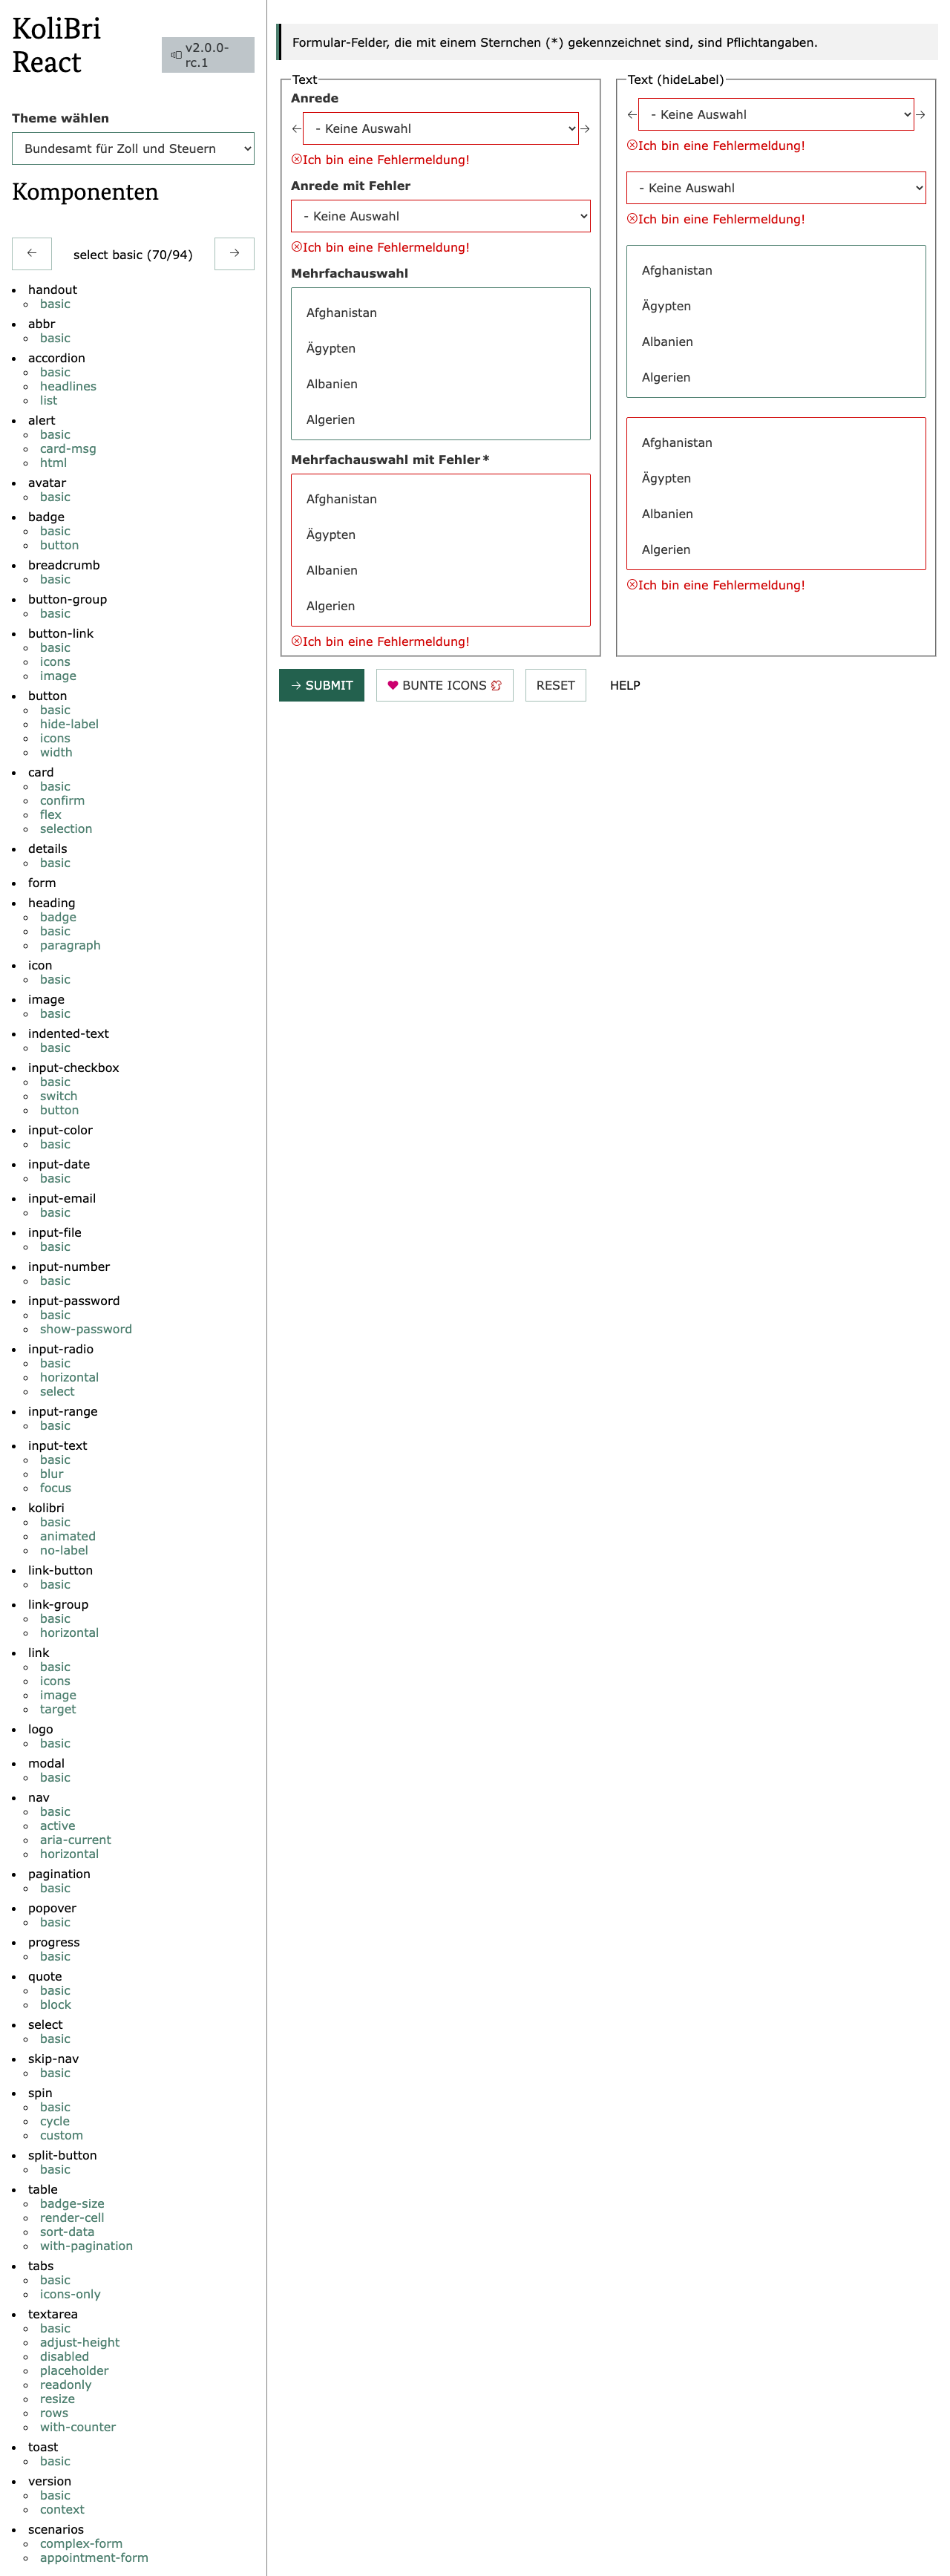 KoliBri
React
v2.0.0-
rc.1
Theme wählen
Bundesamt für Zoll und Steuern
Komponenten
← select basic (70/94) →
handout
basic
abbr
basic
accordion
basic
headlines
list
alert
basic
card-msg
html
avatar
basic
badge
basic
button
breadcrumb
basic
button-group
basic
button-link
basic
icons
image
button
basic
hide-label
icons
width
card
basic
confirm
flex
selection
details
basic
form
heading
badge
basic
paragraph
icon
basic
image
basic
indented-text
basic
input-checkbox
basic
switch
button
input-color
basic
input-date
basic
input-email
basic
input-file
basic
input-number
basic
input-password
basic
show-password
input-radio
basic
horizontal
select
input-range
basic
input-text
basic
blur
focus
kolibri
basic
animated
no-label
link-button
basic
link-group
basic
horizontal
link
basic
icons
image
target
logo
basic
modal
basic
nav
basic
active
aria-current
horizontal
pagination
basic
popover
basic
progress
basic
quote
basic
block
select
basic
skip-nav
basic
spin
basic
cycle
custom
split-button
basic
table
badge-size
render-cell
sort-data
with-pagination
tabs
basic
icons-only
textarea
basic
adjust-height
disabled
placeholder
readonly
resize
rows
with-counter
toast
basic
version
basic
context
scenarios
complex-form
appointment-form
Formular-Felder, die mit einem Sternchen (*) gekennzeichnet sind, sind Pflichtangaben.
Text
Anrede
- Keine Auswahl
Ich bin eine Fehlermeldung!
Anrede mit Fehler
- Keine Auswahl
Ich bin eine Fehlermeldung!
Mehrfachauswahl
Afghanistan
Ägypten
Albanien
Algerien
Mehrfachauswahl mit Fehler*
Afghanistan
Ägypten
Albanien
Algerien
Ich bin eine Fehlermeldung!
Text (hideLabel)
- Keine Auswahl
Ich bin eine Fehlermeldung!
- Keine Auswahl
Ich bin eine Fehlermeldung!
Afghanistan
Ägypten
Albanien
Algerien
Afghanistan
Ägypten
Albanien
Algerien
Ich bin eine Fehlermeldung!
→ SUBMIT BUNTE ICONS RESET HELP